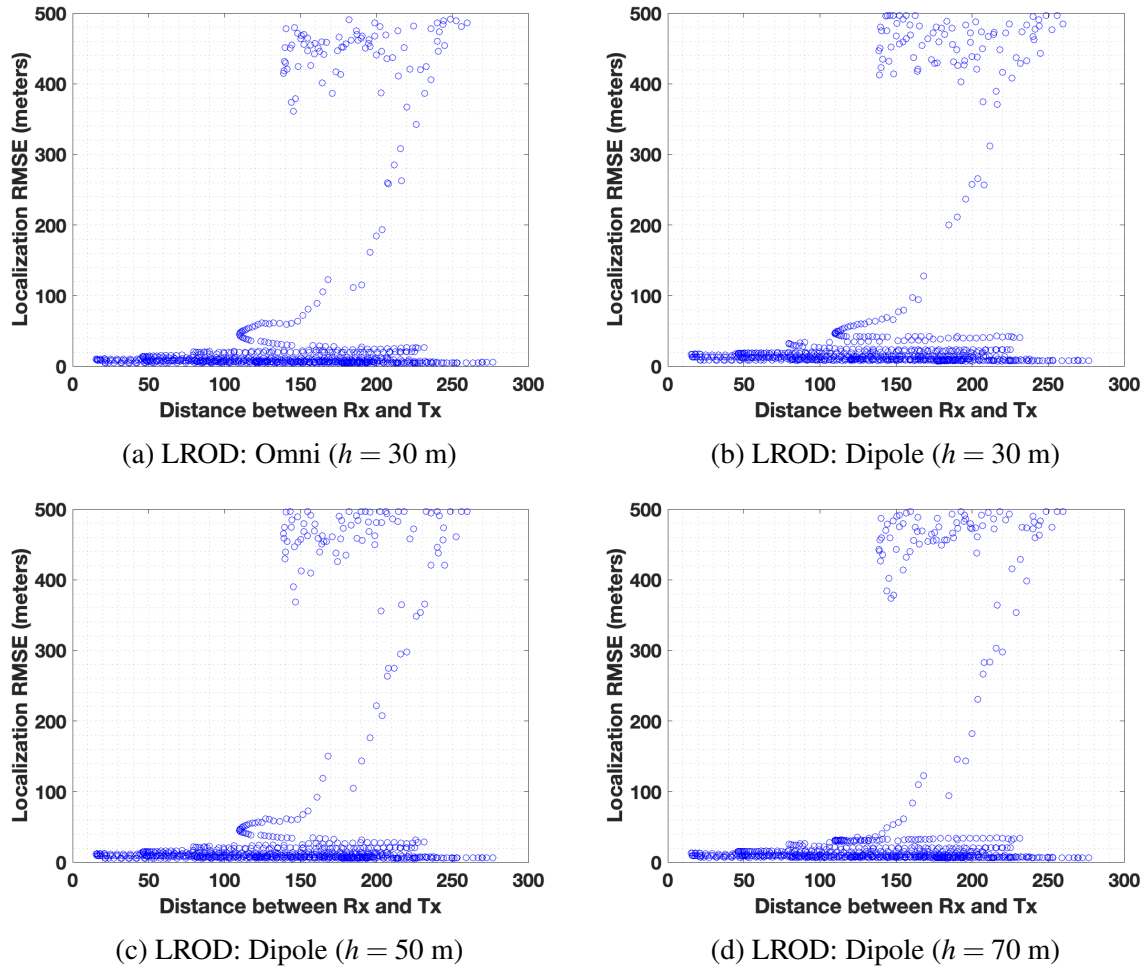 500
400
300
200
100
0
Localization RMSE (meters)
0 50 100 150 200 250 300
Distance between Rx and Tx
(a) LROD: Omni (h = 30 m)
500
400
300
200
100
0
Localization RMSE (meters)
0 50 100 150 200 250 300
Distance between Rx and Tx
(b) LROD: Dipole (h = 30 m)
500
400
300
200
100
0
Localization RMSE (meters)
0 50 100 150 200 250 300
Distance between Rx and Tx
(c) LROD: Dipole (h = 50 m)
500
400
300
200
100
0
Localization RMSE (meters)
0 50 100 150 200 250 300
Distance between Rx and Tx
(d) LROD: Dipole (h = 70 m)